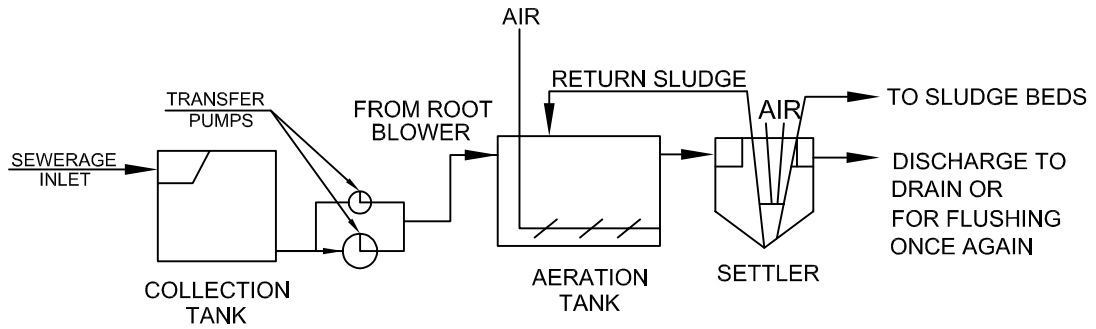 AIR
RETURN SLUDGE
TRANSFER
PUMPS
FROM ROOT
BLOWER
AIR
TO SLUDGE BEDS
SEWERAGE
INLET
DISCHARGE TO
DRAIN OR
FOR FLUSHING
ONCE AGAIN
COLLECTION
TANK
AERATION
TANK
SETTLER